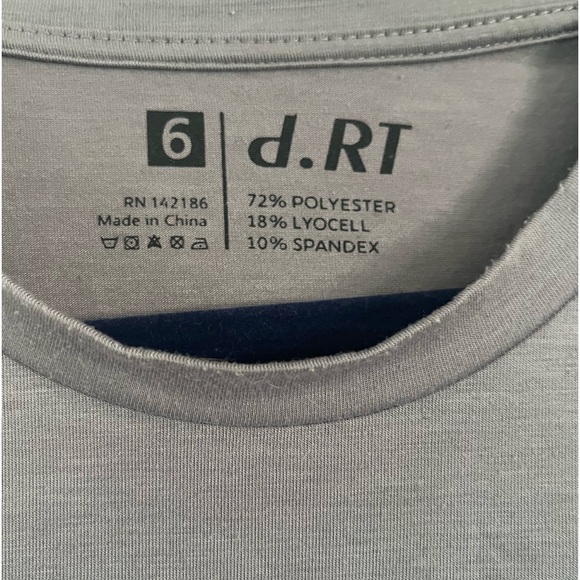 6
d.RT
RN 142186
Made in China
72% POLYESTER
18% LYOCELL
10% SPANDEX